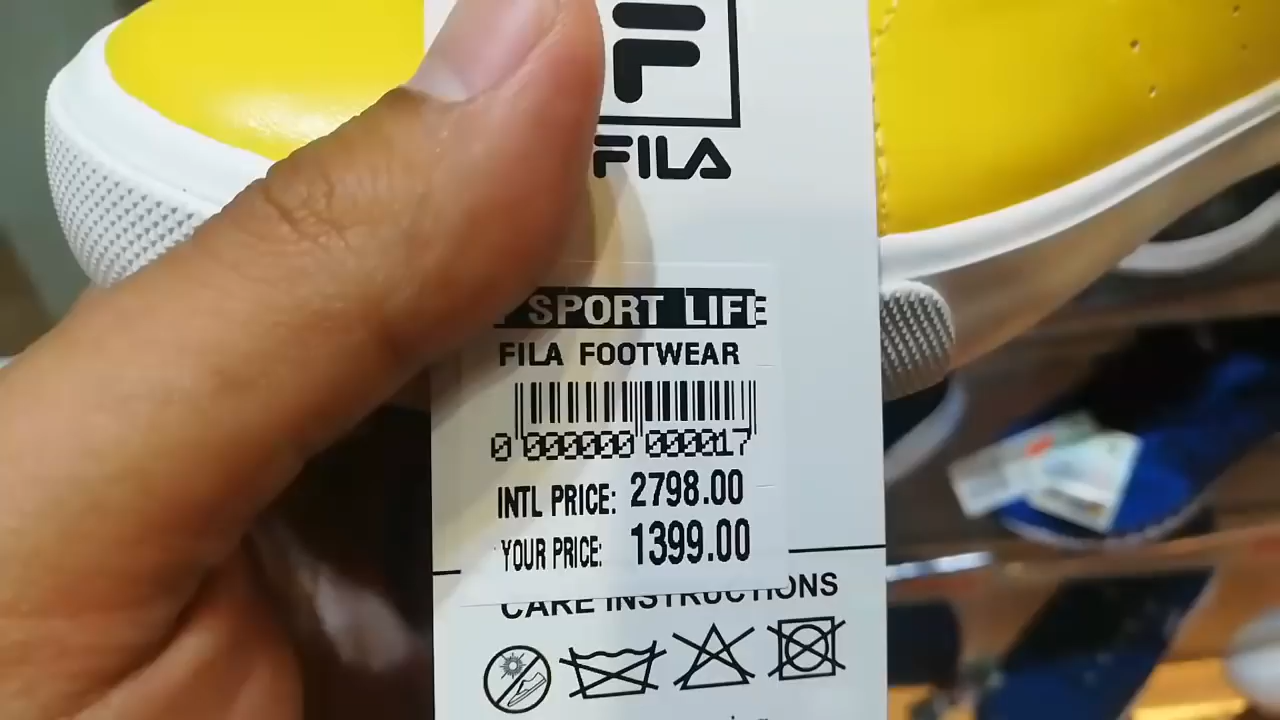 FILA
SPORT LIFE
FILA FOOTWEAR
0 000000 000017
INTL PRICE: 2798.00
YOUR PRICE: 1399.00
CARE INSTRUCTIONS